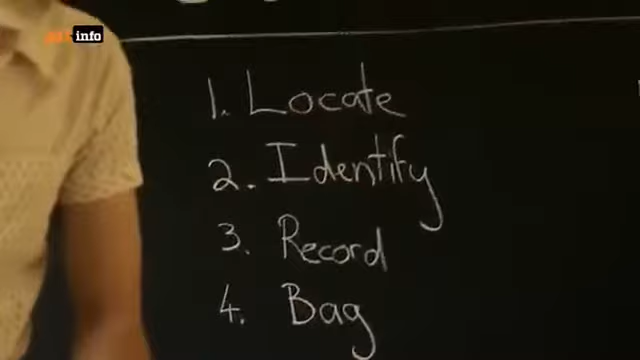 info
1. Locate
2. Identify
3. Record
4. Bag